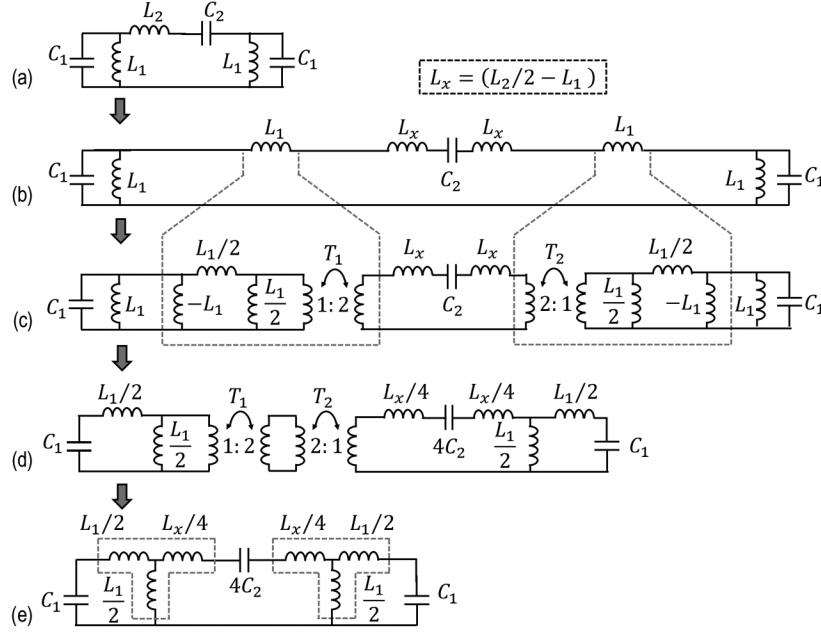 L₂ C₂
C₁ L₁ L₁ C₁
(a)
Lₓ = (L₂/2 − L₁)
L₁ Lₓ Lₓ L₁
C₁ L₁ C₂ L₁ C₁
(b)
L₁/2 T₁ Lₓ Lₓ T₂ L₁/2
C₁ L₁ −L₁ L₁/2 1:2 C₂ 2:1 L₁/2 −L₁ L₁ C₁
(c)
L₁/2 T₁ T₂ Lₓ/4 Lₓ/4 L₁/2
C₁ L₁/2 1:2 2:1 4C₂ L₁/2 C₁
(d)
L₁/2 Lₓ/4 Lₓ/4 L₁/2
C₁ L₁/2 4C₂ L₁/2 C₁
(e)